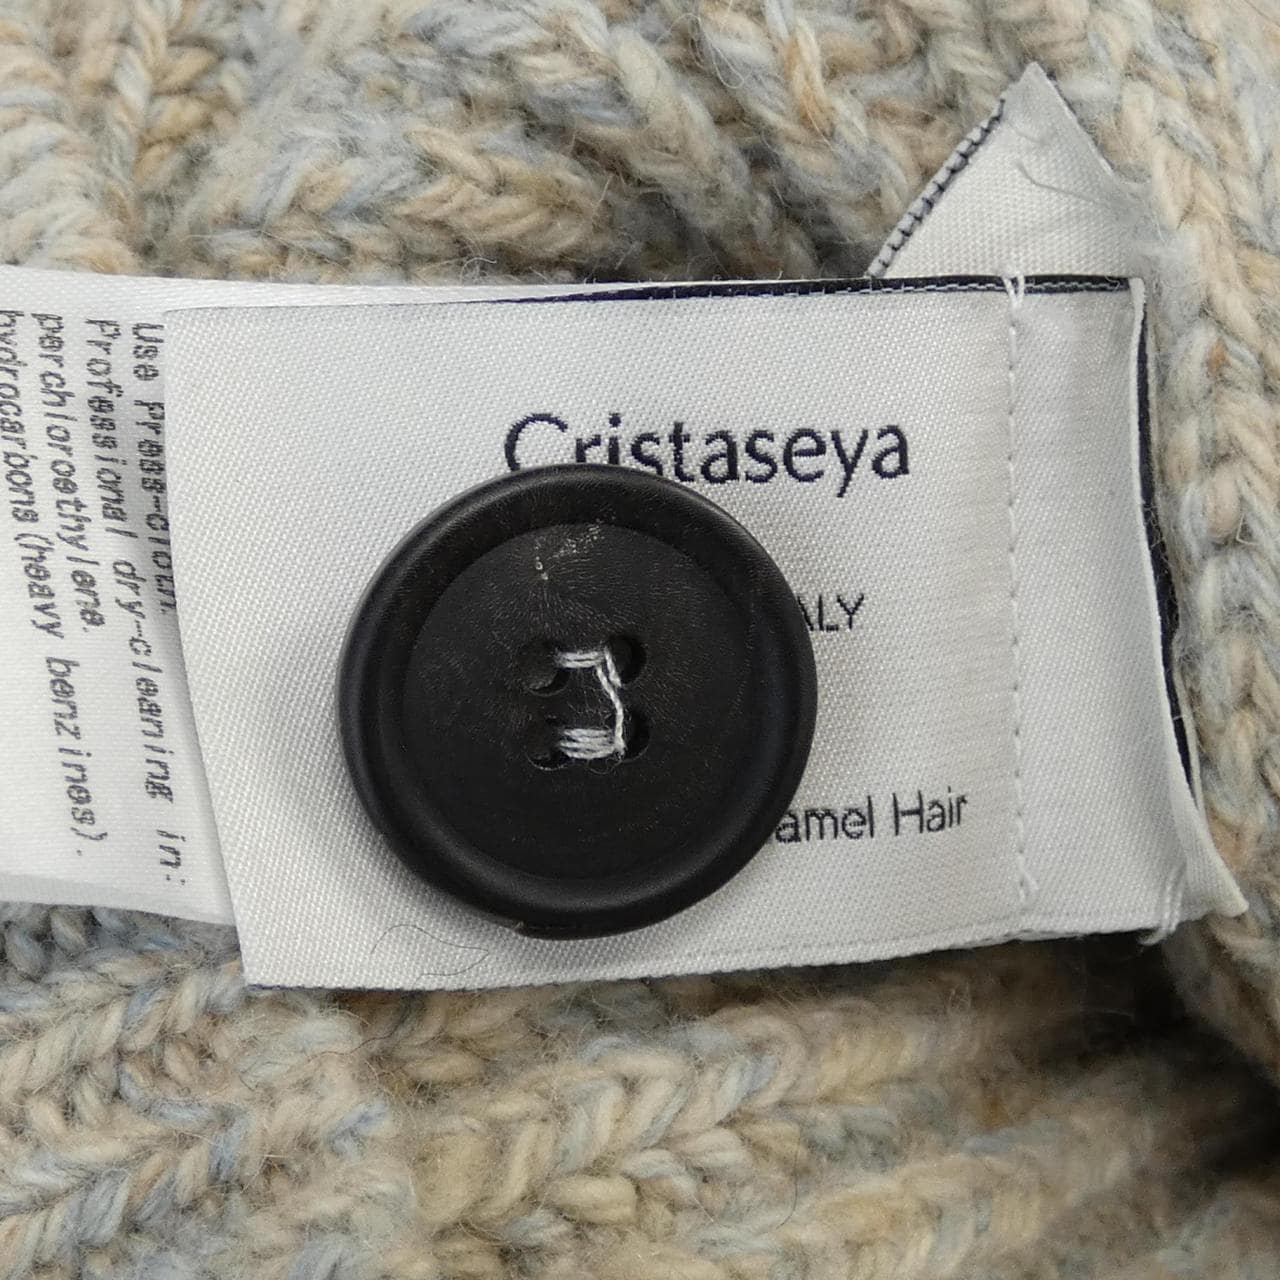 Cristaseya
ALY
amel Hair
Use press-cloth.
Professional dry-cleaning in:
perchloroethylene.
hydrocarbons (heavy benzines).